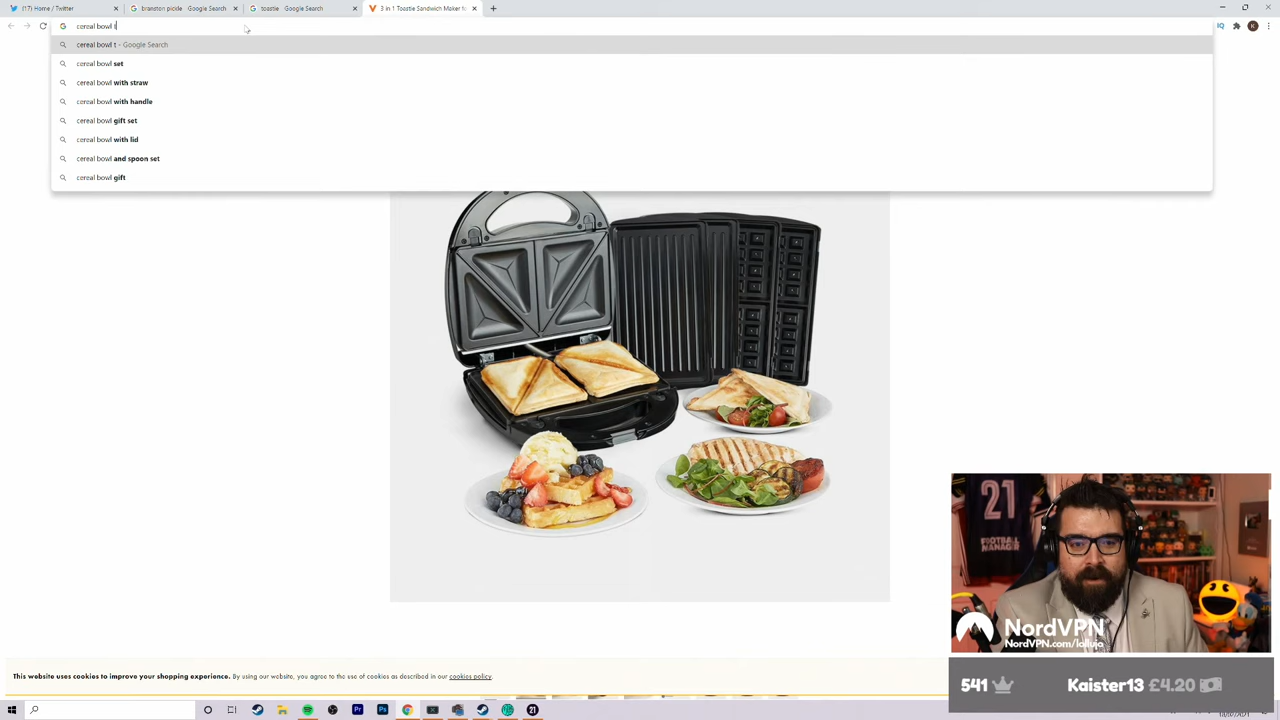 (17) Home / Twitter
branston pickle - Google Search
toastie - Google Search
3 in 1 Toastie Sandwich Maker fo
cereal bowl t
K
cereal bowl t - Google Search
cereal bowl set
cereal bowl with straw
cereal bowl with handle
cereal bowl gift set
cereal bowl with lid
cereal bowl and spoon set
cereal bowl gift
21
FOOTBALL
MANAGER
NordVPN
NordVPN.com/lolluja
This website uses cookies to improve your shopping experience. By using our website, you agree to the use of cookies as described in our cookies policy.
541
Kaister13 £4.20